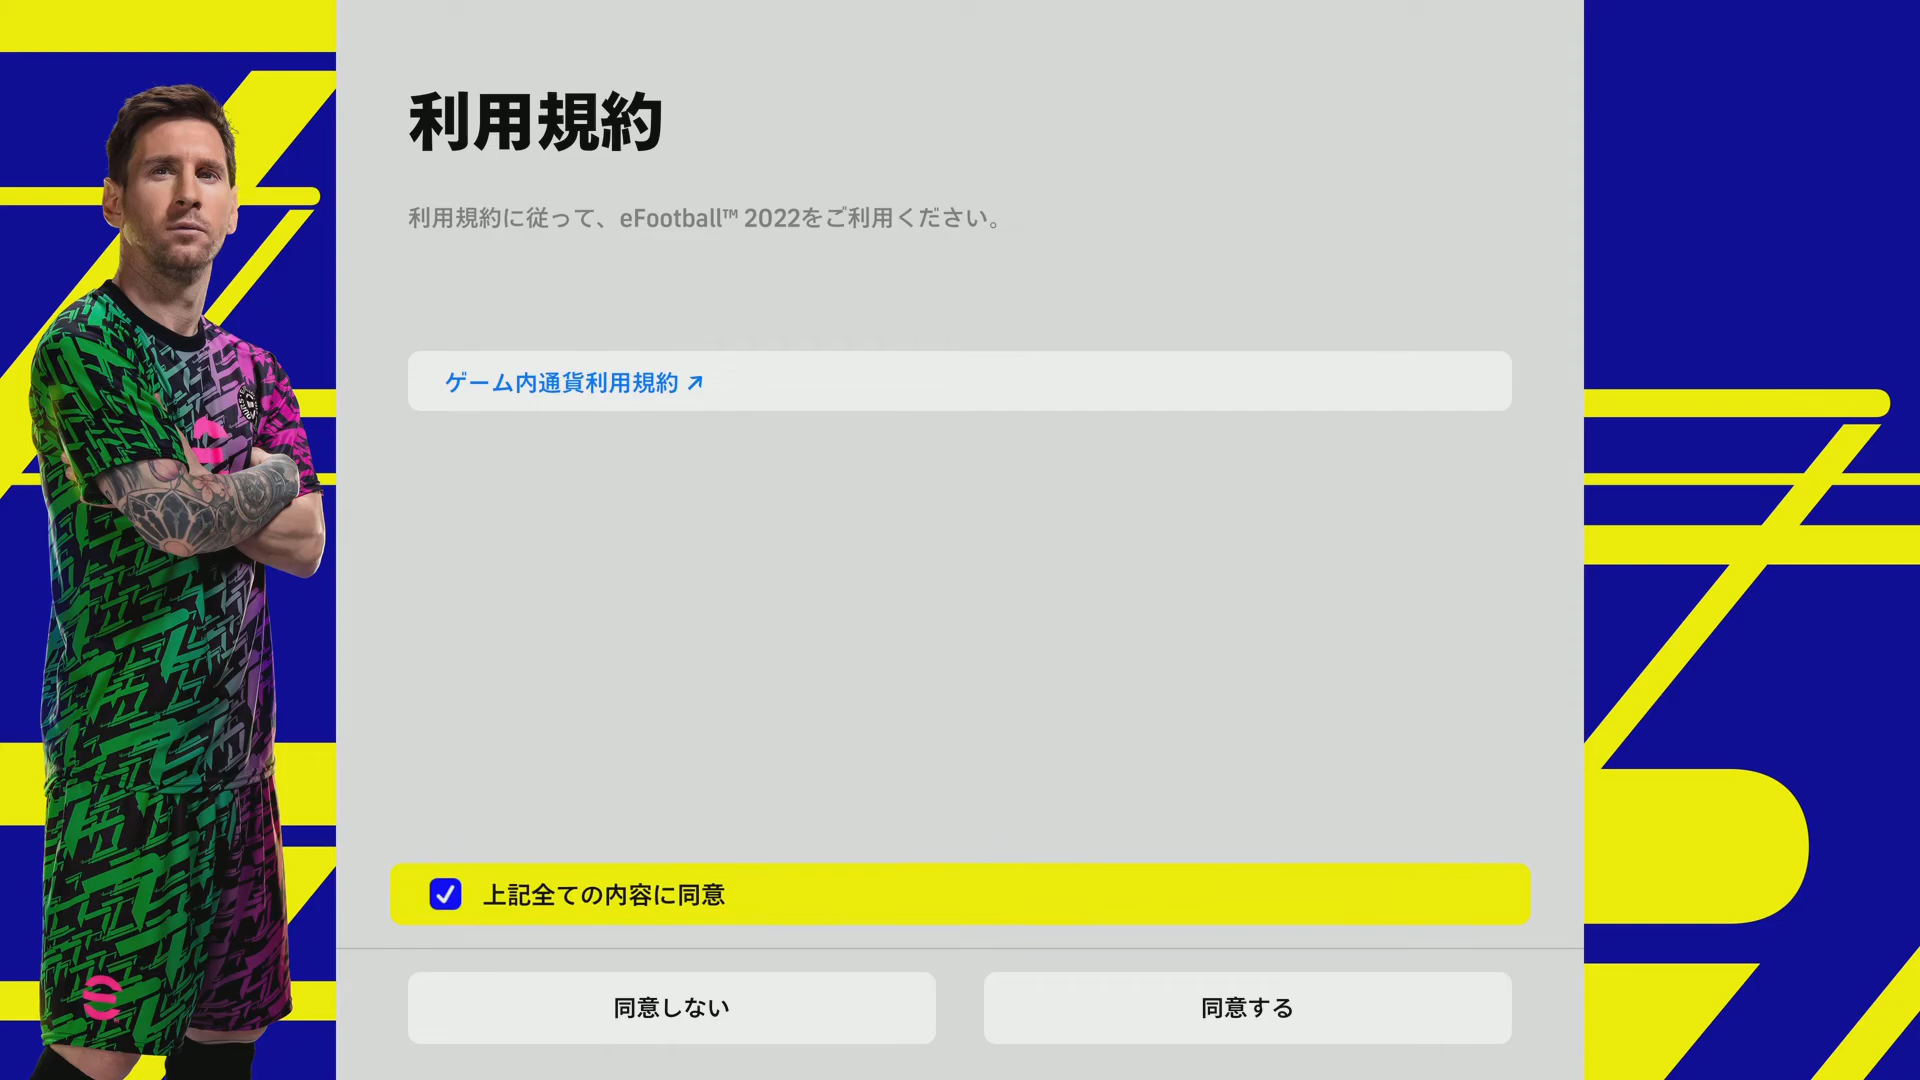 利用規約
利用規約に従って、eFootball™ 2022をご利用ください。
ゲーム内通貨利用規約 ↗
上記全ての内容に同意
同意しない
同意する